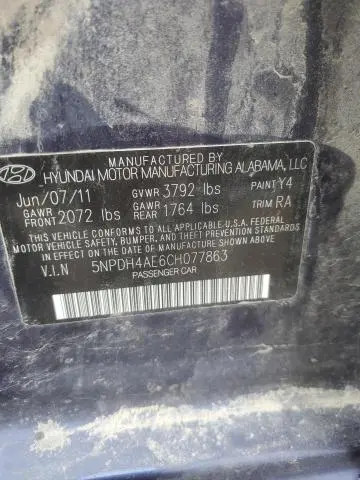 MANUFACTURED BY
HYUNDAI MOTOR MANUFACTURING ALABAMA, LLC
Jun/07/11 GVWR 3792 lbs PAINT Y4
GAWR FRONT 2072 lbs GAWR REAR 1764 lbs TRIM RA
THIS VEHICLE CONFORMS TO ALL APPLICABLE U.S. FEDERAL
MOTOR VEHICLE SAFETY, BUMPER, AND THEFT PREVENTION
STANDARDS IN EFFECT ON THE DATE OF MANUFACTURE SHOWN ABOVE.
V.I.N 5NPDH4AE6CH077863
PASSENGER CAR